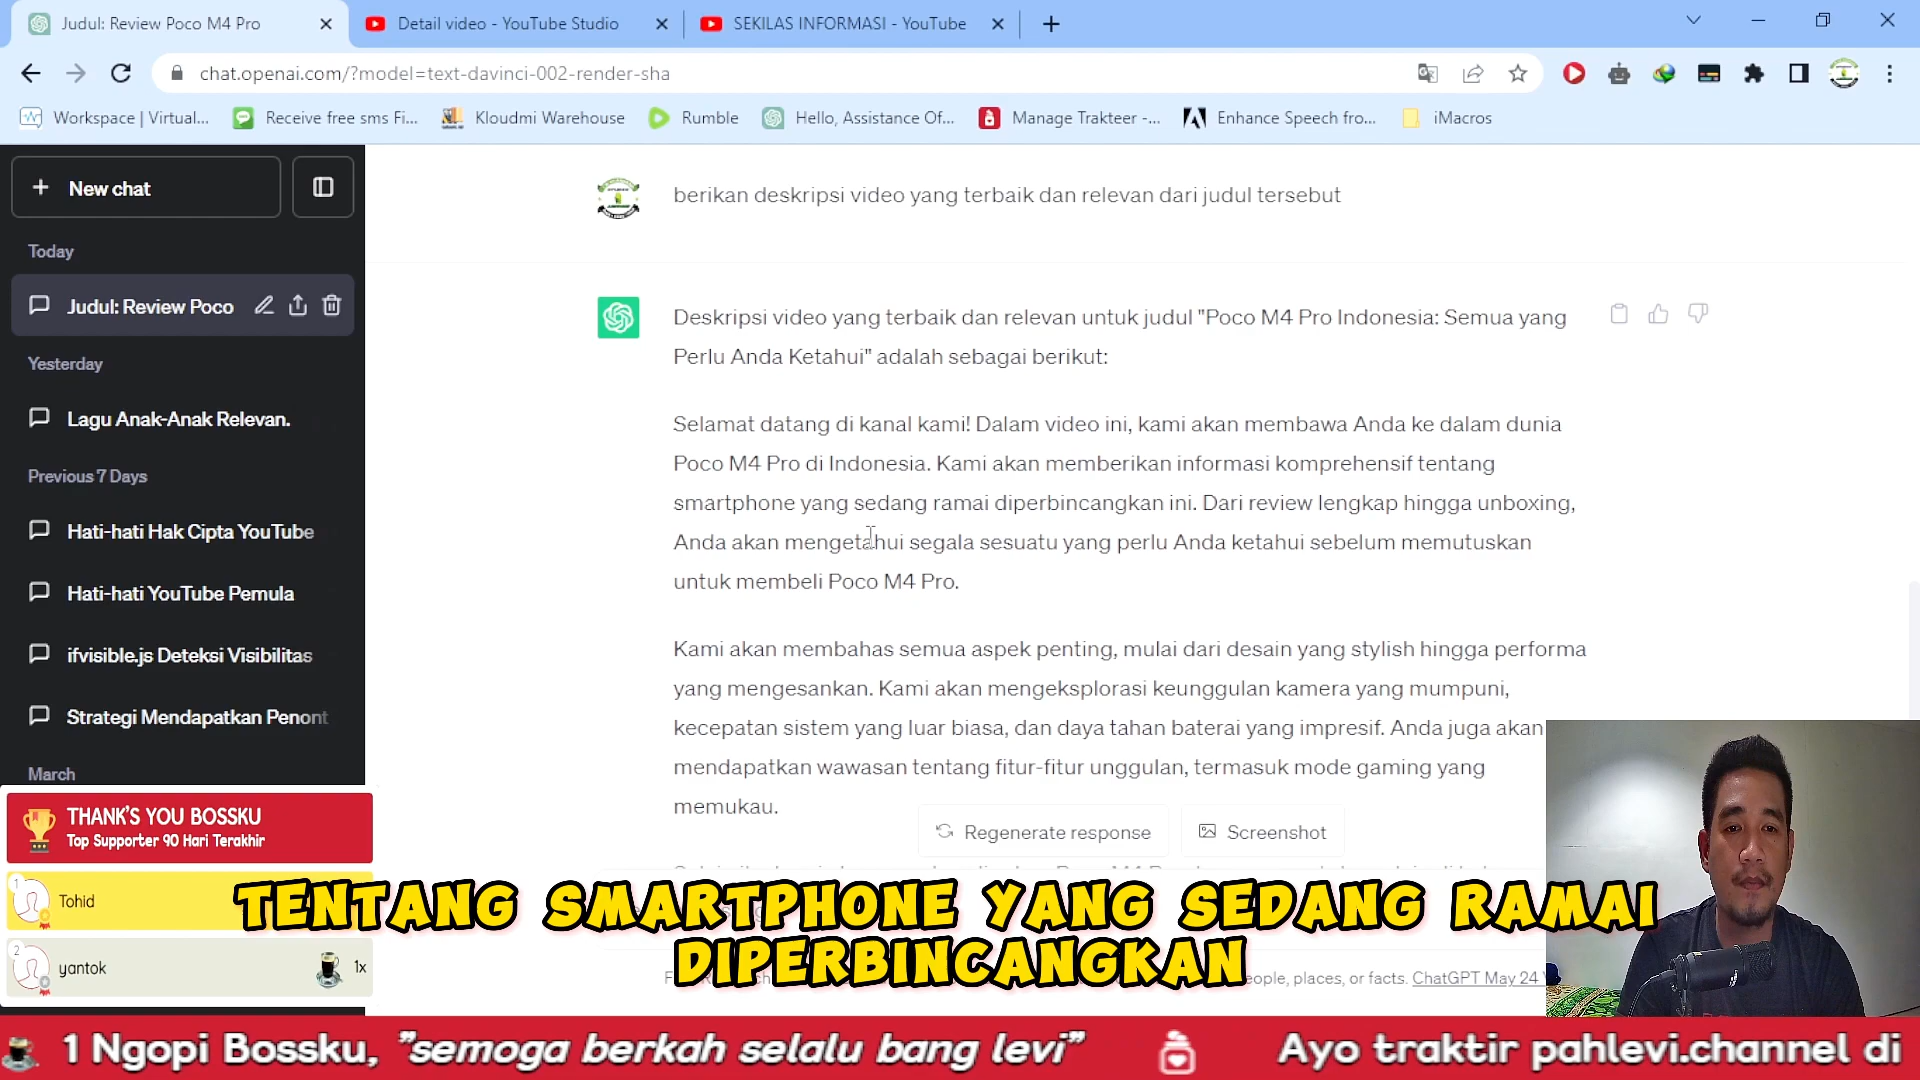 Judul: Review Poco M4 Pro
Detail video - YouTube Studio
SEKILAS INFORMASI - YouTube
chat.openai.com/?model=text-davinci-002-render-sha
Workspace | Virtual...
Receive free sms Fi...
Kloudmi Warehouse
Rumble
Hello, Assistance Of...
Manage Trakteer -...
Enhance Speech fro...
iMacros
New chat
Today
Judul: Review Poco
Yesterday
Lagu Anak-Anak Relevan.
Previous 7 Days
Hati-hati Hak Cipta YouTube
Hati-hati YouTube Pemula
ifvisible.js Deteksi Visibilitas
Strategi Mendapatkan Penont
March
berikan deskripsi video yang terbaik dan relevan dari judul tersebut
Deskripsi video yang terbaik dan relevan untuk judul "Poco M4 Pro Indonesia: Semua yang
Perlu Anda Ketahui" adalah sebagai berikut:
Selamat datang di kanal kami! Dalam video ini, kami akan membawa Anda ke dalam dunia
Poco M4 Pro di Indonesia. Kami akan memberikan informasi komprehensif tentang
smartphone yang sedang ramai diperbincangkan ini. Dari review lengkap hingga unboxing,
Anda akan mengetahui segala sesuatu yang perlu Anda ketahui sebelum memutuskan
untuk membeli Poco M4 Pro.
Kami akan membahas semua aspek penting, mulai dari desain yang stylish hingga performa
yang mengesankan. Kami akan mengeksplorasi keunggulan kamera yang mumpuni,
kecepatan sistem yang luar biasa, dan daya tahan baterai yang impresif. Anda juga akan
mendapatkan wawasan tentang fitur-fitur unggulan, termasuk mode gaming yang
memukau.
Regenerate response
Screenshot
THANK'S YOU BOSSKU
Top Supporter 90 Hari Terakhir
1 Tohid
2 yantok 1x
TENTANG SMARTPHONE YANG SEDANG RAMAI
DIPERBINCANGKAN
people, places, or facts. ChatGPT May 24
1 Ngopi Bossku, "semoga berkah selalu bang levi"
Ayo traktir pahlevi.channel di